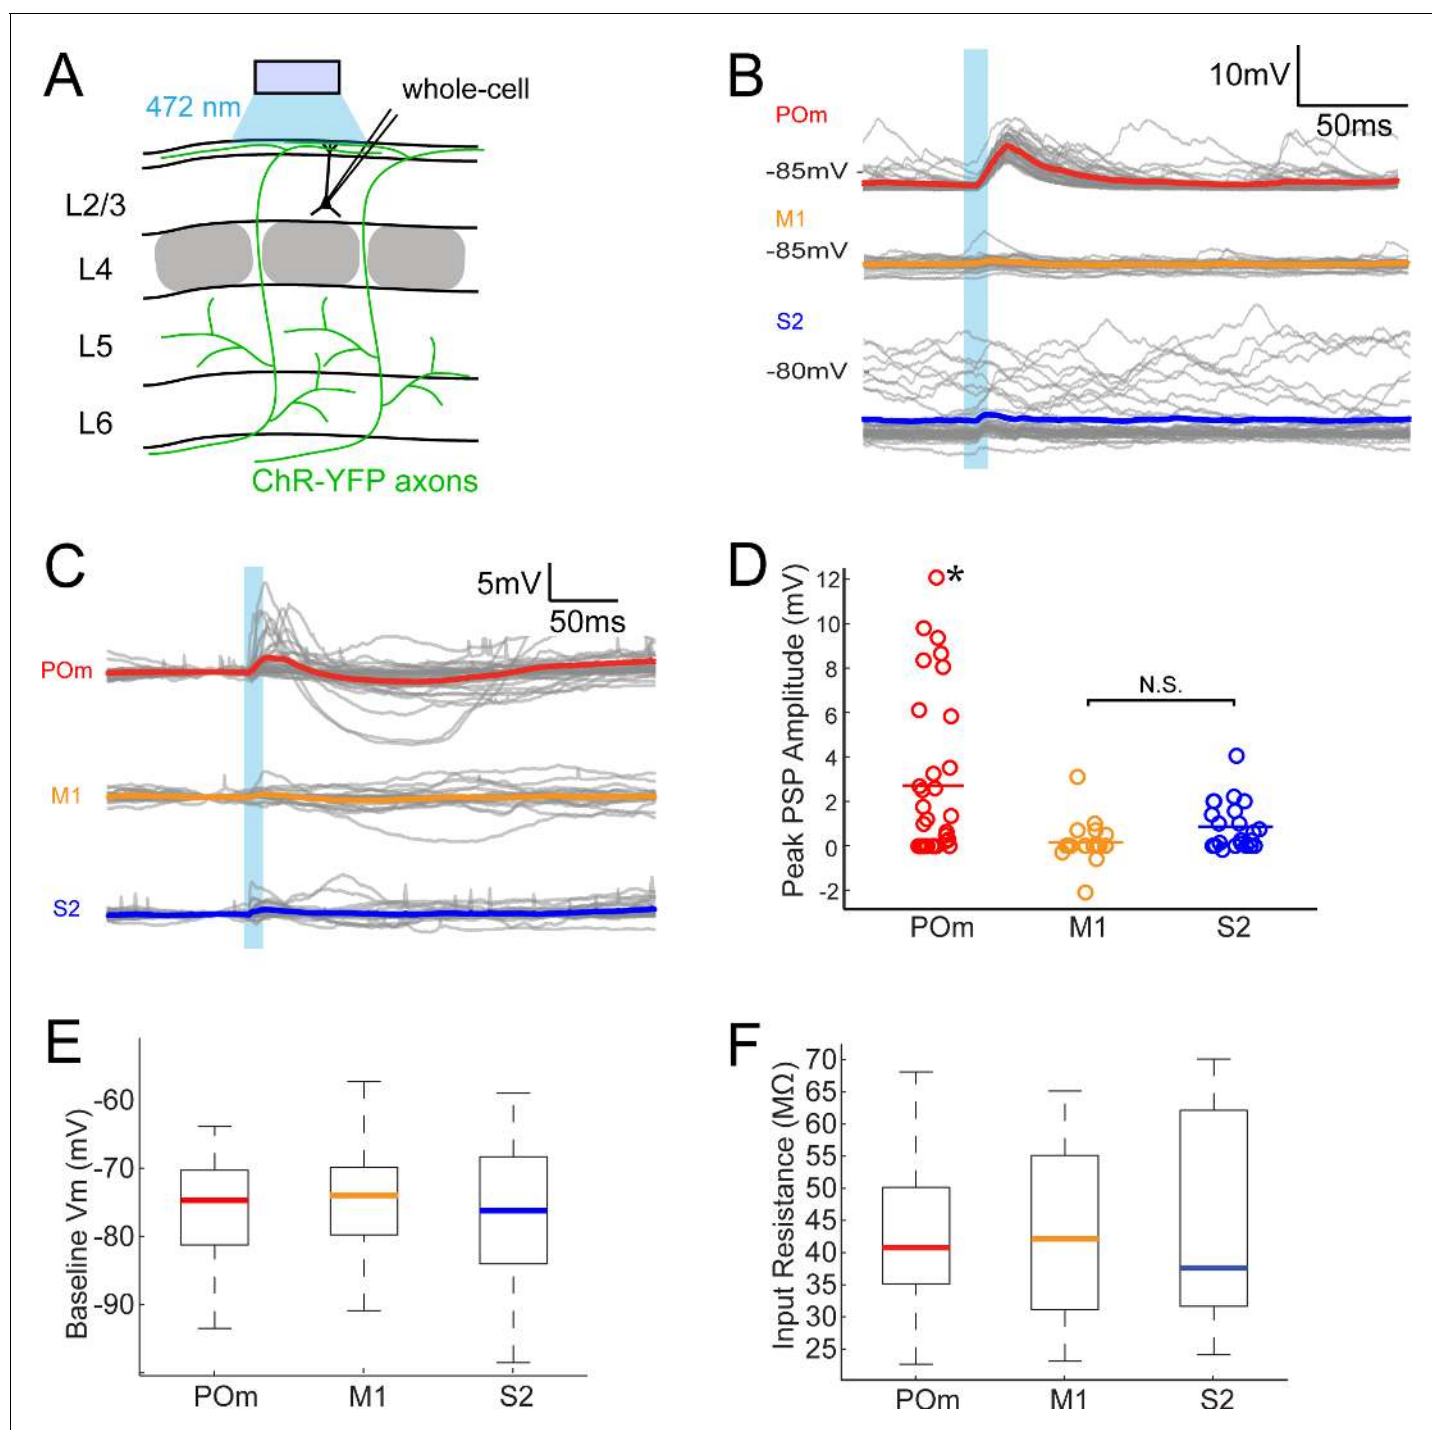 A
472 nm
whole-cell
L2/3
L4
L5
L6
ChR-YFP axons
B
10mV
50ms
POm
-85mV
M1
-85mV
S2
-80mV
C
5mV
50ms
POm
M1
S2
D
Peak PSP Amplitude (mV)
12
10
8
6
4
2
0
-2
*
N.S.
POm M1 S2
E
Baseline Vm (mV)
-60
-70
-80
-90
POm M1 S2
F
Input Resistance (MΩ)
70
65
60
55
50
45
40
35
30
25
POm M1 S2